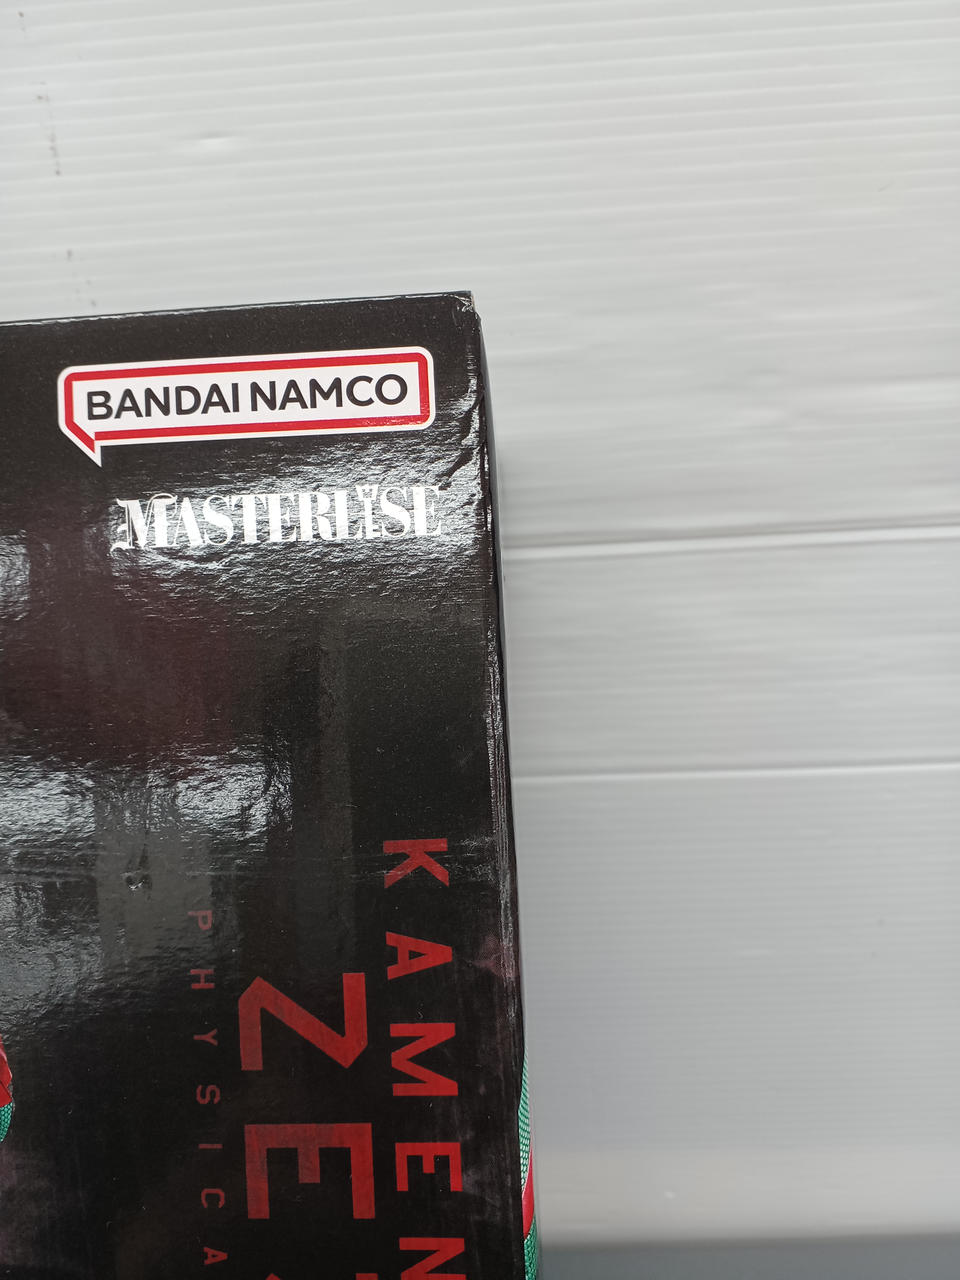 BANDAI NAMCO
MASTERLISE
KAMEN
ZE
PHYSICA